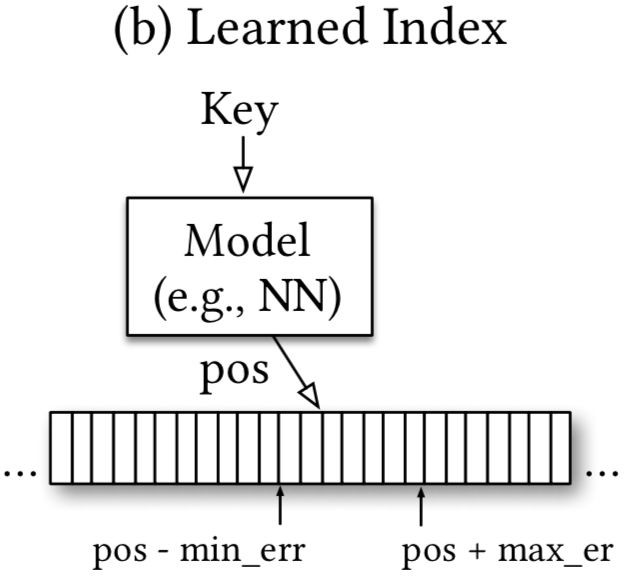 (b) Learned Index
Key
Model
(e.g., NN)
pos
... ...
pos - min_err pos + max_er